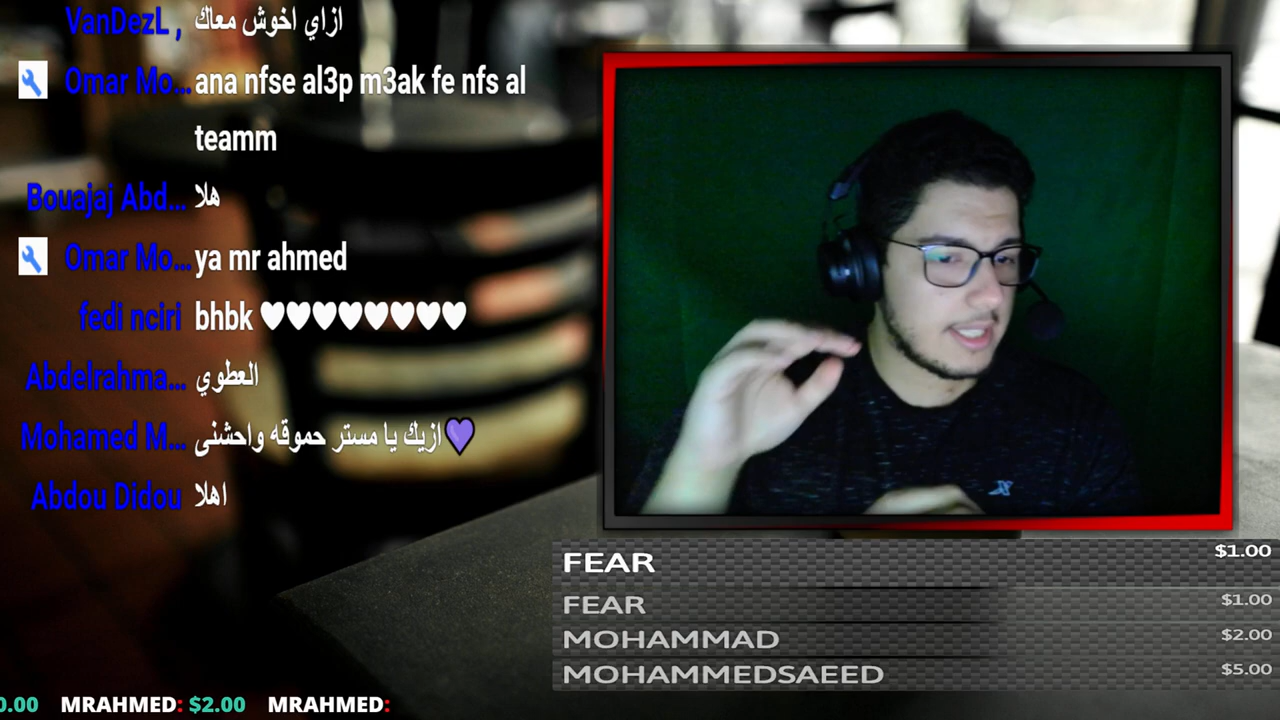 VanDezL , ازاي اخوش معاك
Omar Mo... ana nfse al3p m3ak fe nfs al
teamm
Bouajaj Abd... هلا
Omar Mo... ya mr ahmed
fedi nciri bhbk ♥♥♥♥♥♥♥♥
Abdelrahma... العطوي
Mohamed M... ازيك يا مستر حموقه واحشنى💜
Abdou Didou اهلا
FEAR $1.00
FEAR $1.00
MOHAMMAD $2.00
MOHAMMEDSAEED $5.00
0.00 MRAHMED: $2.00 MRAHMED: